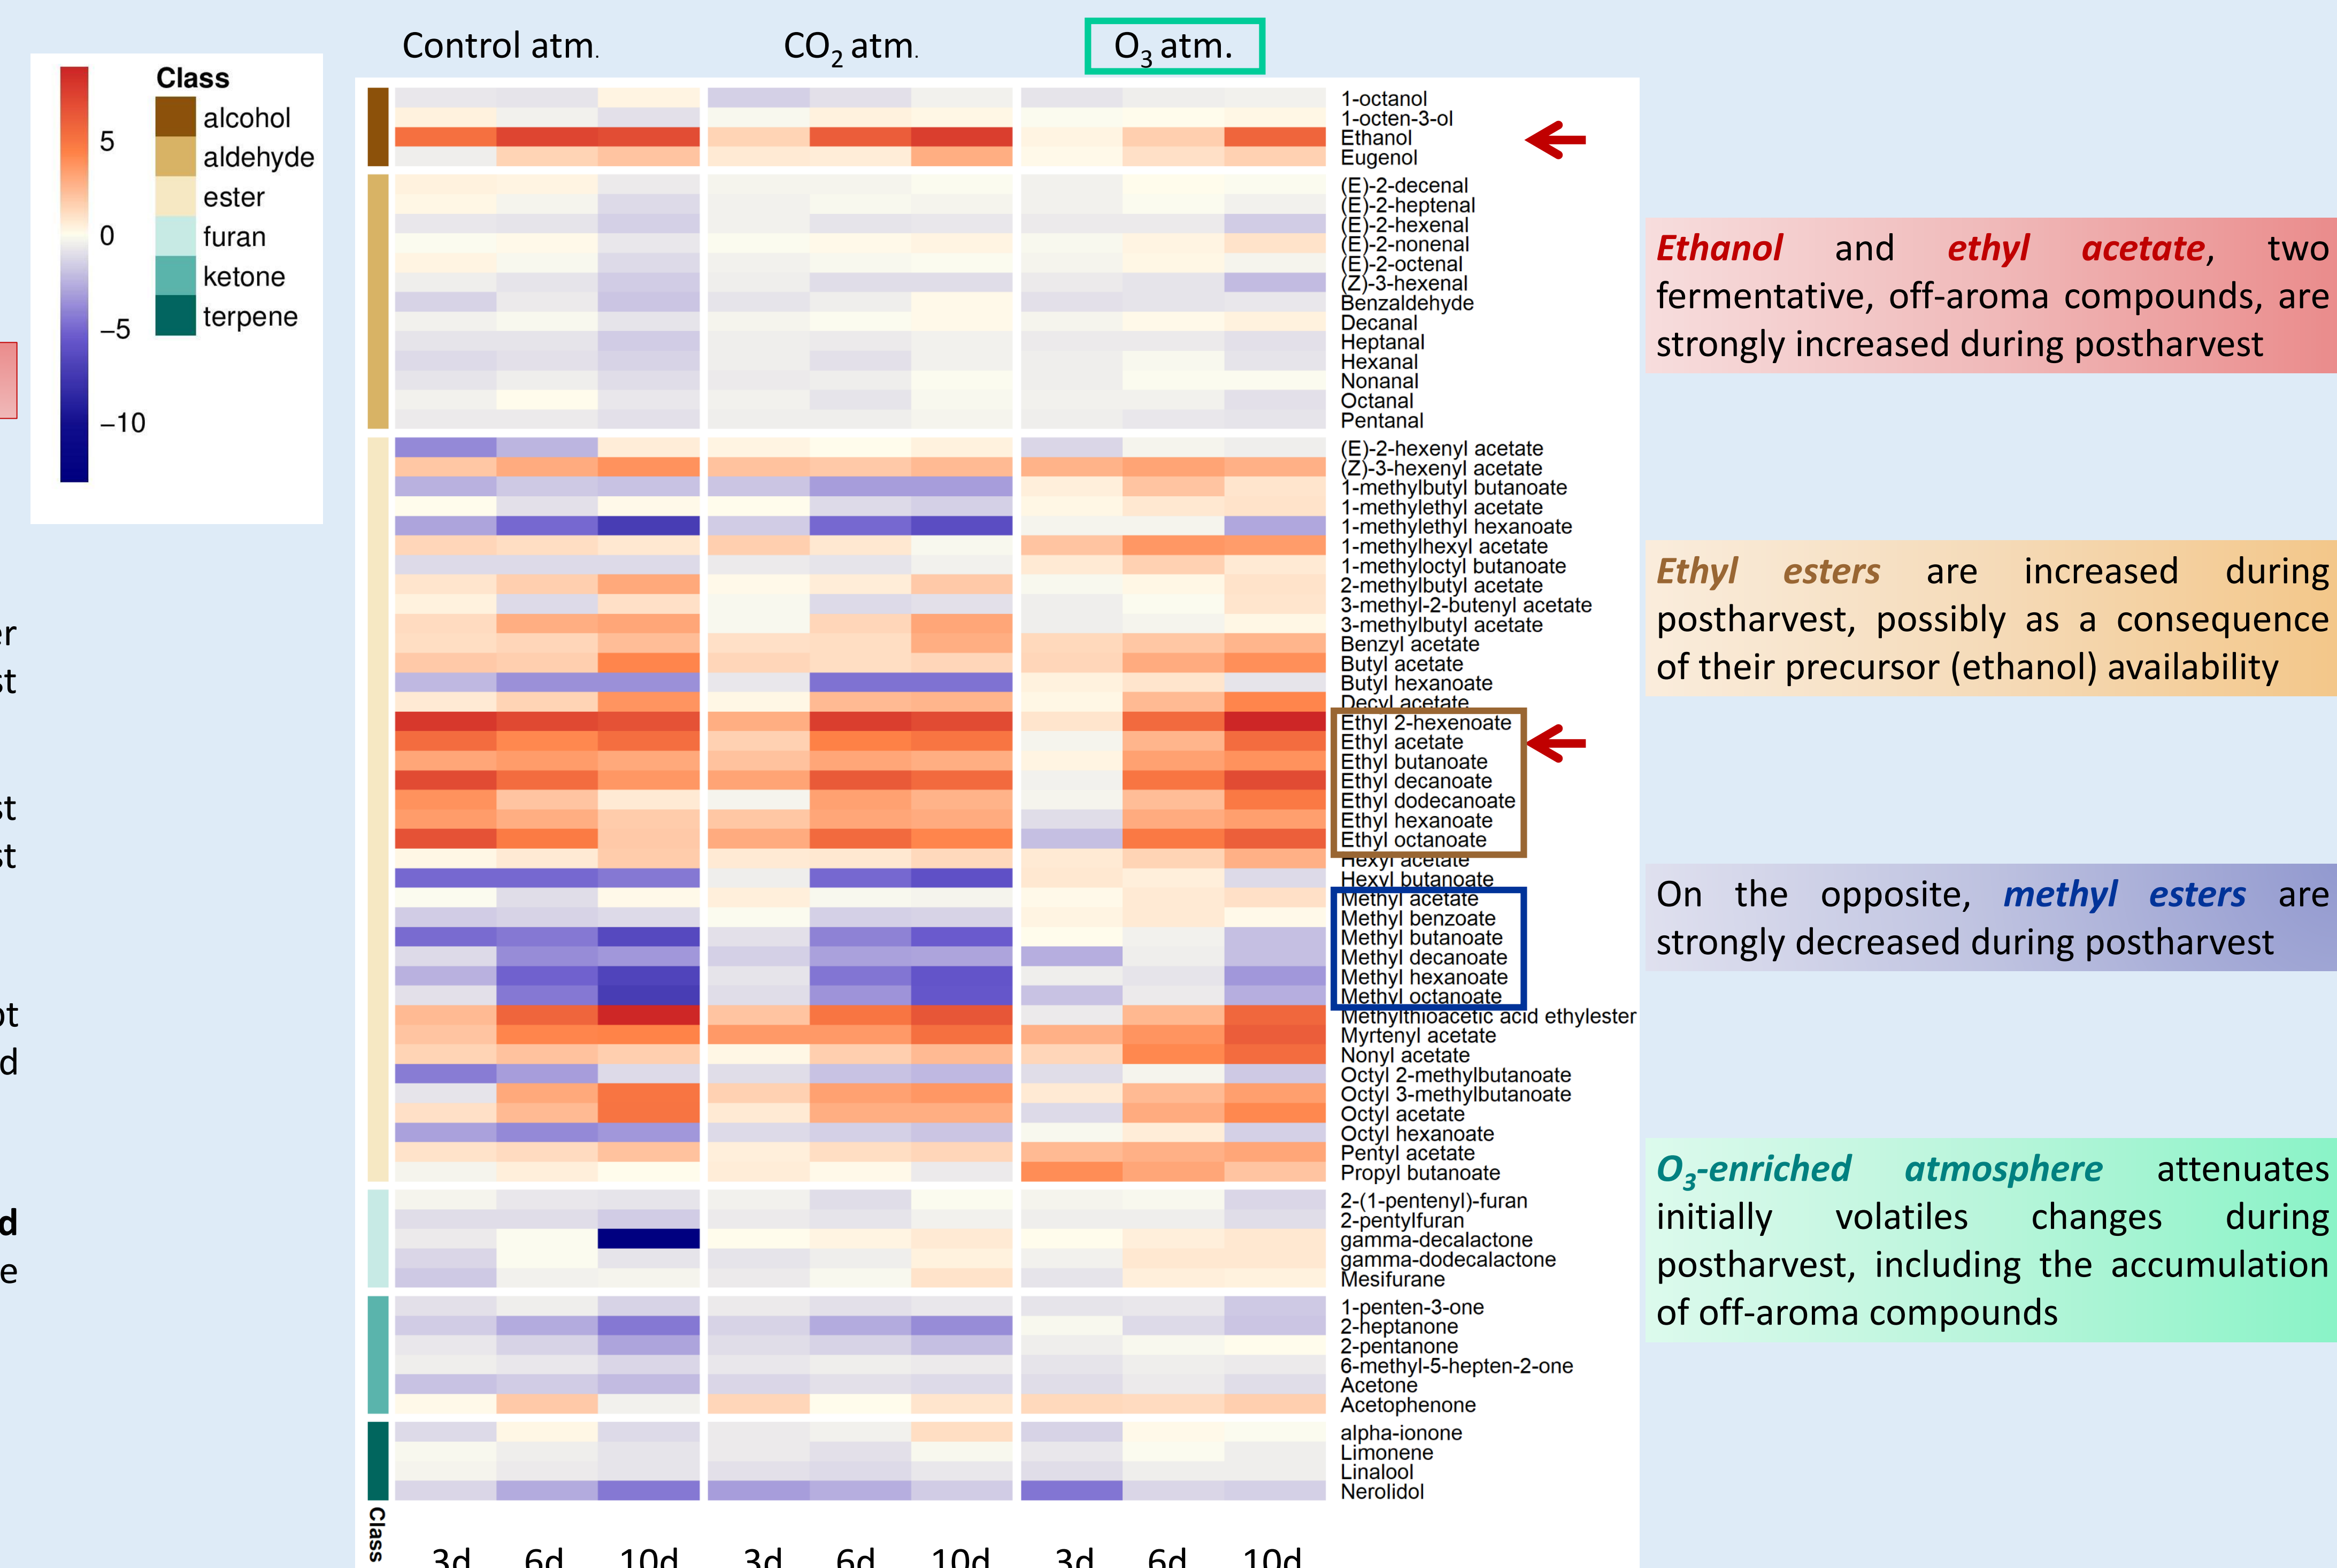 Control atm.
CO2 atm.
O3 atm.
Class
alcohol
aldehyde
ester
furan
ketone
terpene
5
0
−5
−10
1-octanol
1-octen-3-ol
Ethanol
Eugenol
(E)-2-decenal
(E)-2-heptenal
(E)-2-hexenal
(E)-2-nonenal
(E)-2-octenal
(Z)-3-hexenal
Benzaldehyde
Decanal
Heptanal
Hexanal
Nonanal
Octanal
Pentanal
(E)-2-hexenyl acetate
(Z)-3-hexenyl acetate
1-methylbutyl butanoate
1-methylethyl acetate
1-methylethyl hexanoate
1-methylhexyl acetate
1-methyloctyl butanoate
2-methylbutyl acetate
3-methyl-2-butenyl acetate
3-methylbutyl acetate
Benzyl acetate
Butyl acetate
Butyl hexanoate
Decyl acetate
Ethyl 2-hexenoate
Ethyl acetate
Ethyl butanoate
Ethyl decanoate
Ethyl dodecanoate
Ethyl hexanoate
Ethyl octanoate
Hexyl acetate
Hexyl butanoate
Methyl acetate
Methyl benzoate
Methyl butanoate
Methyl decanoate
Methyl hexanoate
Methyl octanoate
Methylthioacetic acid ethylester
Myrtenyl acetate
Nonyl acetate
Octyl 2-methylbutanoate
Octyl 3-methylbutanoate
Octyl acetate
Octyl hexanoate
Pentyl acetate
Propyl butanoate
2-(1-pentenyl)-furan
2-pentylfuran
gamma-decalactone
gamma-dodecalactone
Mesifurane
1-penten-3-one
2-heptanone
2-pentanone
6-methyl-5-hepten-2-one
Acetone
Acetophenone
alpha-ionone
Limonene
Linalool
Nerolidol
Class
3d 6d 10d 3d 6d 10d 3d 6d 10d
Ethanol and ethyl acetate, two
fermentative, off-aroma compounds, are
strongly increased during postharvest
Ethyl esters are increased during
postharvest, possibly as a consequence
of their precursor (ethanol) availability
On the opposite, methyl esters are
strongly decreased during postharvest
O3-enriched atmosphere attenuates
initially volatiles changes during
postharvest, including the accumulation
of off-aroma compounds